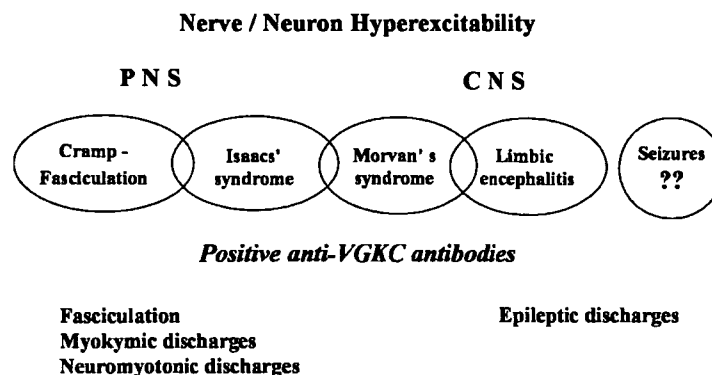 Nerve / Neuron Hyperexcitability
PNS CNS
Cramp - Fasciculation
Isaacs' syndrome
Morvan's syndrome
Limbic encephalitis
Seizures ??
Positive anti-VGKC antibodies
Fasciculation Epileptic discharges
Myokymic discharges
Neuromyotonic discharges